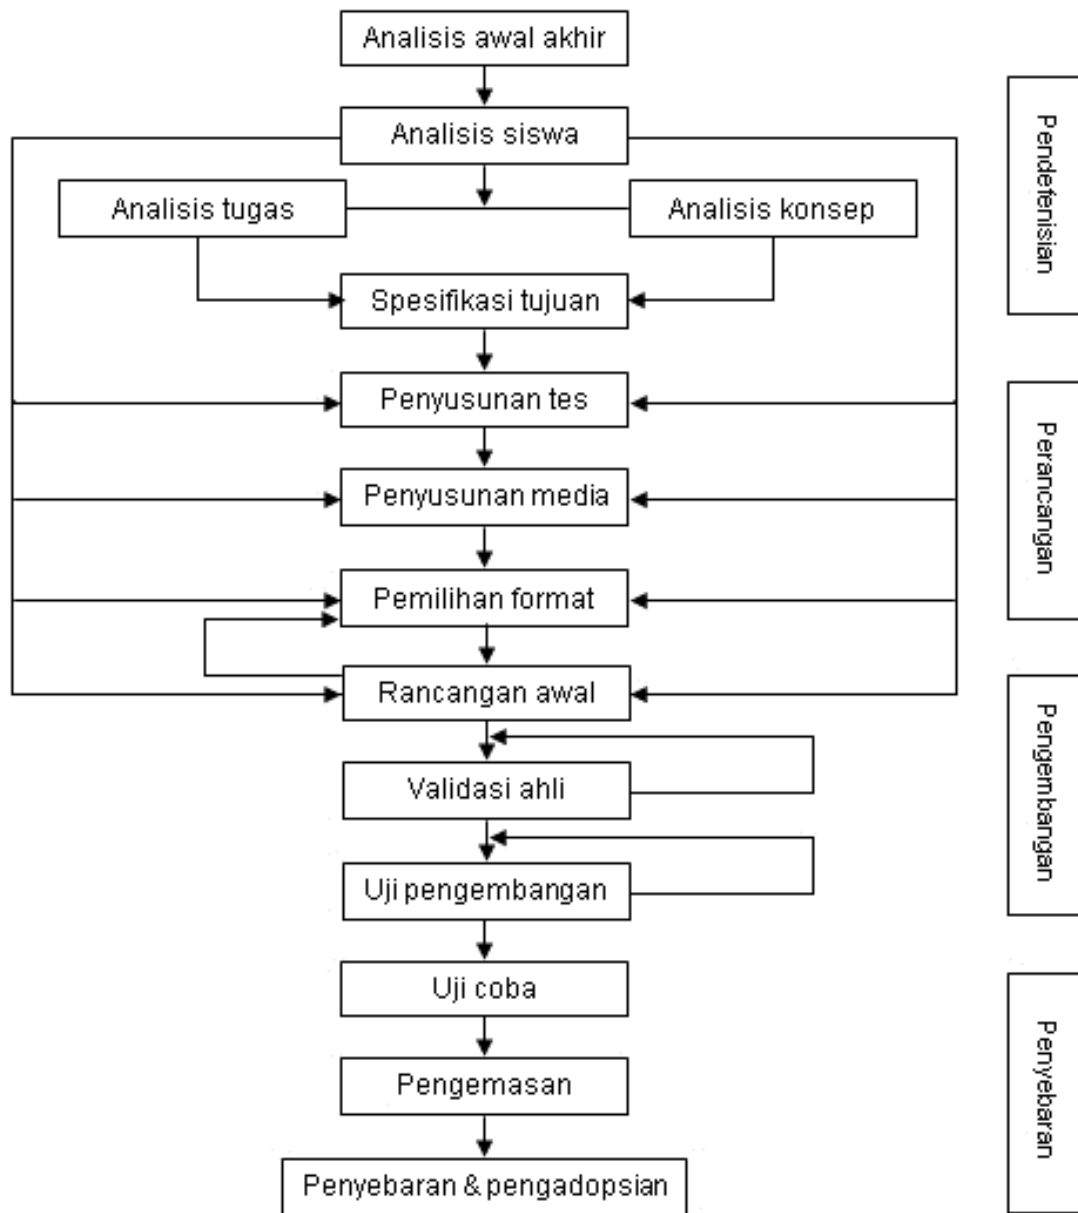 Analisis awal akhir
Analisis siswa
Analisis tugas
Analisis konsep
Spesifikasi tujuan
Penyusunan tes
Penyusunan media
Pemilihan format
Rancangan awal
Validasi ahli
Uji pengembangan
Uji coba
Pengemasan
Penyebaran & pengadopsian
Pendefenisian
Perancangan
Pengembangan
Penyebaran